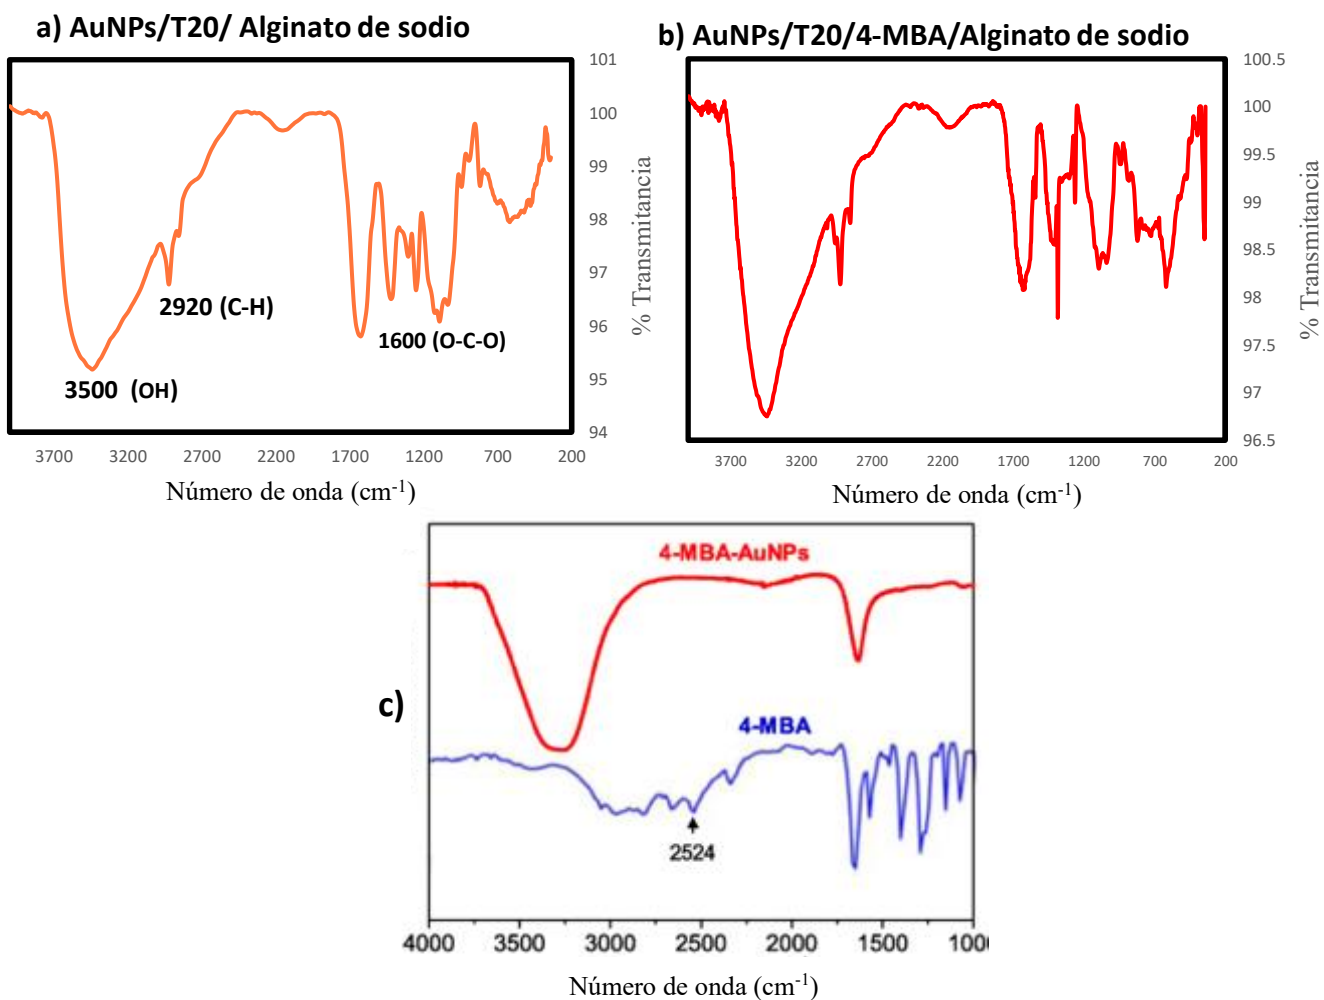 a) AuNPs/T20/ Alginato de sodio
101
100
99
98
97
96
95
94
% Transmitancia
2920 (C-H)
1600 (O-C-O)
3500 (OH)
3700 3200 2700 2200 1700 1200 700 200
Número de onda (cm-1)
b) AuNPs/T20/4-MBA/Alginato de sodio
100.5
100
99.5
99
98.5
98
97.5
97
96.5
% Transmitancia
3700 3200 2700 2200 1700 1200 700 200
Número de onda (cm-1)
c)
4-MBA-AuNPs
4-MBA
2524
4000 3500 3000 2500 2000 1500 1000
Número de onda (cm-1)